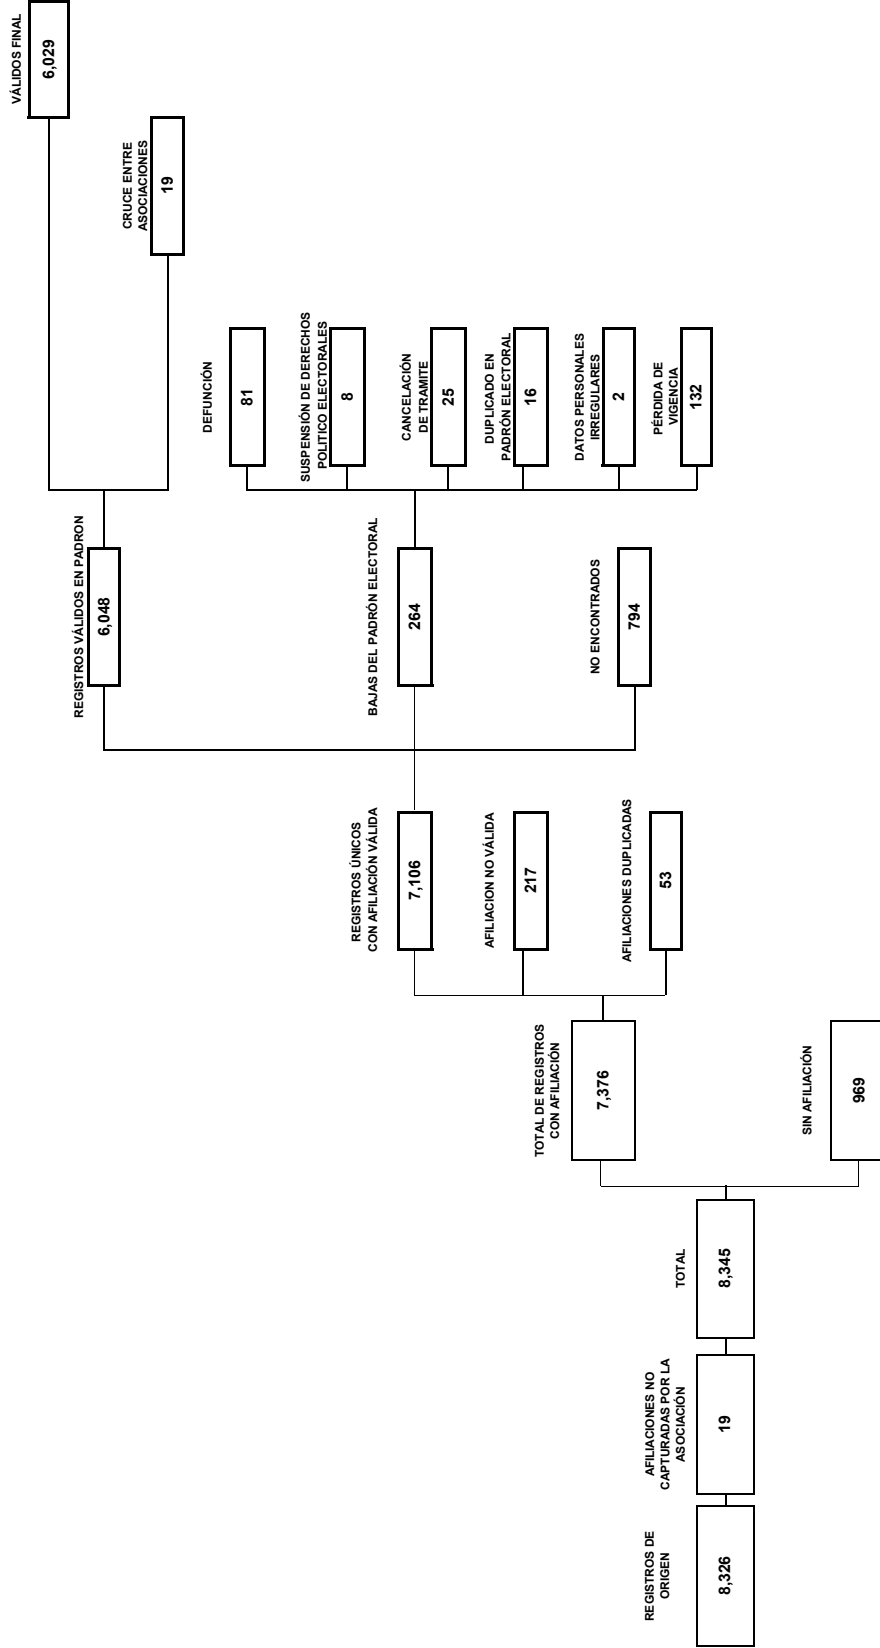 REGISTROS DE
ORIGEN
8,326
AFILIACIONES NO
CAPTURADAS POR LA
ASOCIACIÓN
19
TOTAL
8,345
TOTAL DE REGISTROS
CON AFILIACIÓN
7,376
SIN AFILIACIÓN
969
REGISTROS ÚNICOS
CON AFILIACIÓN VÁLIDA
7,106
AFILIACION NO VÁLIDA
217
AFILIACIONES DUPLICADAS
53
REGISTROS VÁLIDOS EN PADRON
6,048
BAJAS DEL PADRÓN ELECTORAL
264
NO ENCONTRADOS
794
DEFUNCIÓN
81
SUSPENSIÓN DE DERECHOS
POLITICO ELECTORALES
8
CANCELACIÓN
DE TRAMITE
25
DUPLICADO EN
PADRÓN ELECTORAL
16
DATOS PERSONALES
IRREGULARES
2
PÉRDIDA DE
VIGENCIA
132
VÁLIDOS FINAL
6,029
CRUCE ENTRE
ASOCIACIONES
19